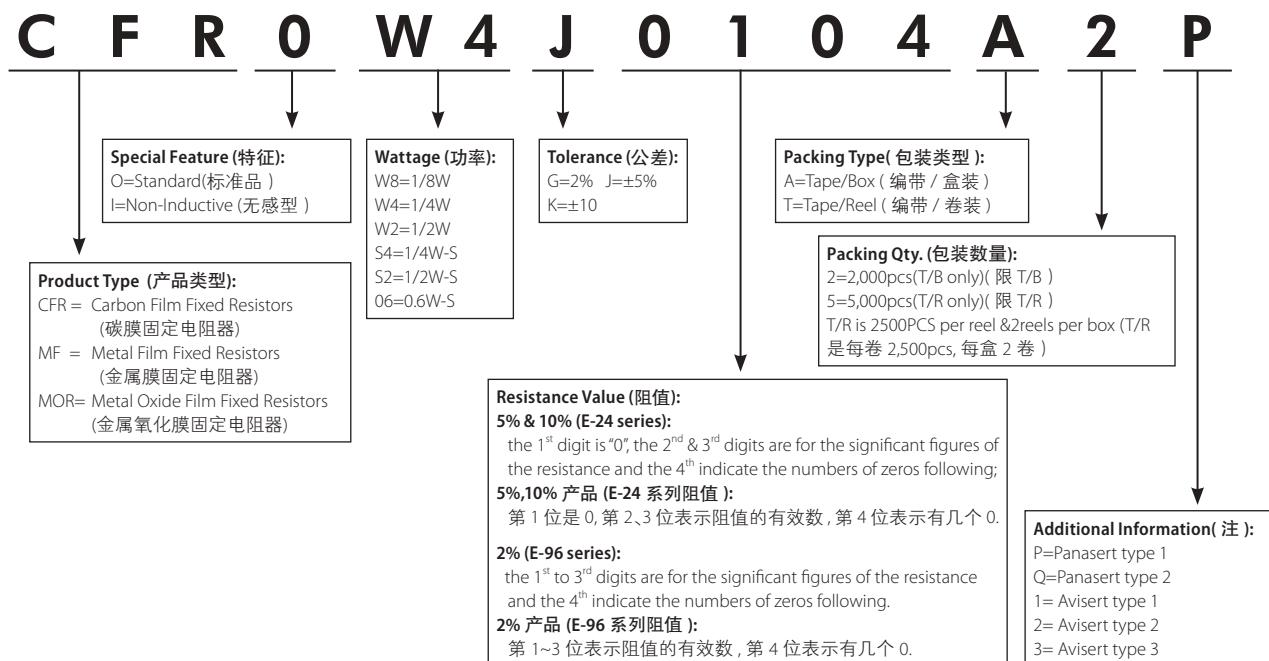 C F R 0 W 4 J 0 1 0 4 A 2 P
Special Feature (特征):
O=Standard(标准品 )
I=Non-Inductive (无感型 )
Wattage (功率):
W8=1/8W
W4=1/4W
W2=1/2W
S4=1/4W-S
S2=1/2W-S
06=0.6W-S
Tolerance (公差):
G=2% J=±5%
K=±10
Packing Type( 包装类型 ):
A=Tape/Box ( 编带 / 盒装 )
T=Tape/Reel ( 编带 / 卷装 )
Packing Qty. (包装数量):
2=2,000pcs(T/B only)( 限 T/B )
5=5,000pcs(T/R only)( 限 T/R )
T/R is 2500PCS per reel &2reels per box (T/R
是每卷 2,500pcs, 每盒 2 卷 )
Product Type (产品类型):
CFR = Carbon Film Fixed Resistors
(碳膜固定电阻器)
MF = Metal Film Fixed Resistors
(金属膜固定电阻器)
MOR= Metal Oxide Film Fixed Resistors
(金属氧化膜固定电阻器)
Resistance Value (阻值):
5% & 10% (E-24 series):
the 1st digit is "0", the 2nd & 3rd digits are for the significant figures of
the resistance and the 4th indicate the numbers of zeros following;
5%,10% 产品 (E-24 系列阻值 ):
第 1 位是 0, 第 2、3 位表示阻值的有效数 , 第 4 位表示有几个 0.
2% (E-96 series):
the 1st to 3rd digits are for the significant figures of the resistance
and the 4th indicate the numbers of zeros following.
2% 产品 (E-96 系列阻值 ):
第 1~3 位表示阻值的有效数 , 第 4 位表示有几个 0.
Additional Information( 注 ):
P=Panasert type 1
Q=Panasert type 2
1= Avisert type 1
2= Avisert type 2
3= Avisert type 3